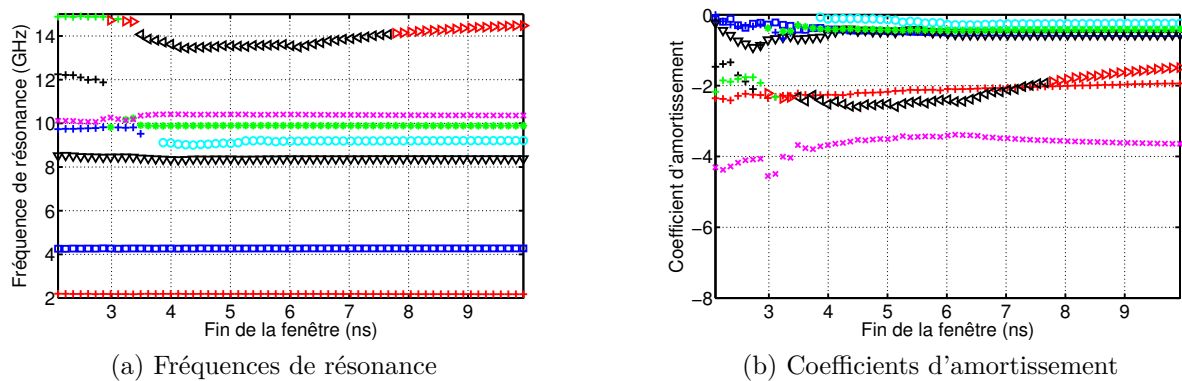 14
12
10
8
6
4
2
3 4 5 6 7 8 9
Fréquence de résonance (GHz)
Fin de la fenêtre (ns)
(a) Fréquences de résonance
0
−2
−4
−6
−8
3 4 5 6 7 8 9
Coefficient d'amortissement
Fin de la fenêtre (ns)
(b) Coefficients d'amortissement